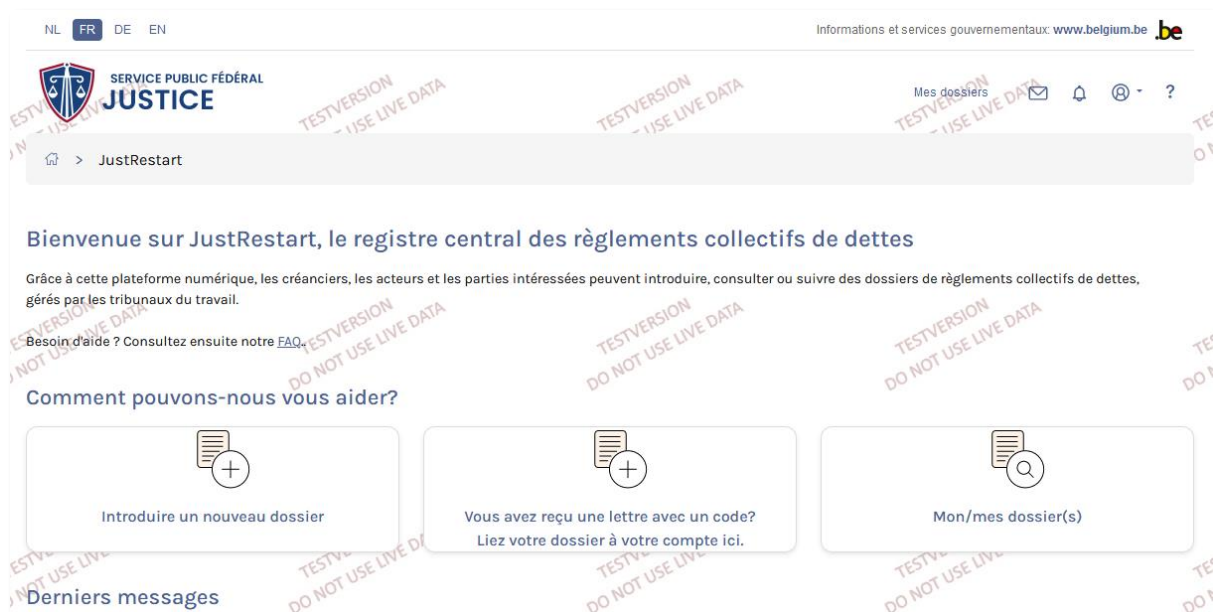 NL FR DE EN
Informations et services gouvernementaux: www.belgium.be .be
SERVICE PUBLIC FÉDÉRAL
JUSTICE
Mes dossiers ?
> JustRestart
Bienvenue sur JustRestart, le registre central des règlements collectifs de dettes
Grâce à cette plateforme numérique, les créanciers, les acteurs et les parties intéressées peuvent introduire, consulter ou suivre des dossiers de règlements collectifs de dettes,
gérés par les tribunaux du travail.
Besoin d'aide ? Consultez ensuite notre FAQ..
Comment pouvons-nous vous aider?
Introduire un nouveau dossier
Vous avez reçu une lettre avec un code?
Liez votre dossier à votre compte ici.
Mon/mes dossier(s)
Derniers messages
TESTVERSION
DO NOT USE LIVE DATA